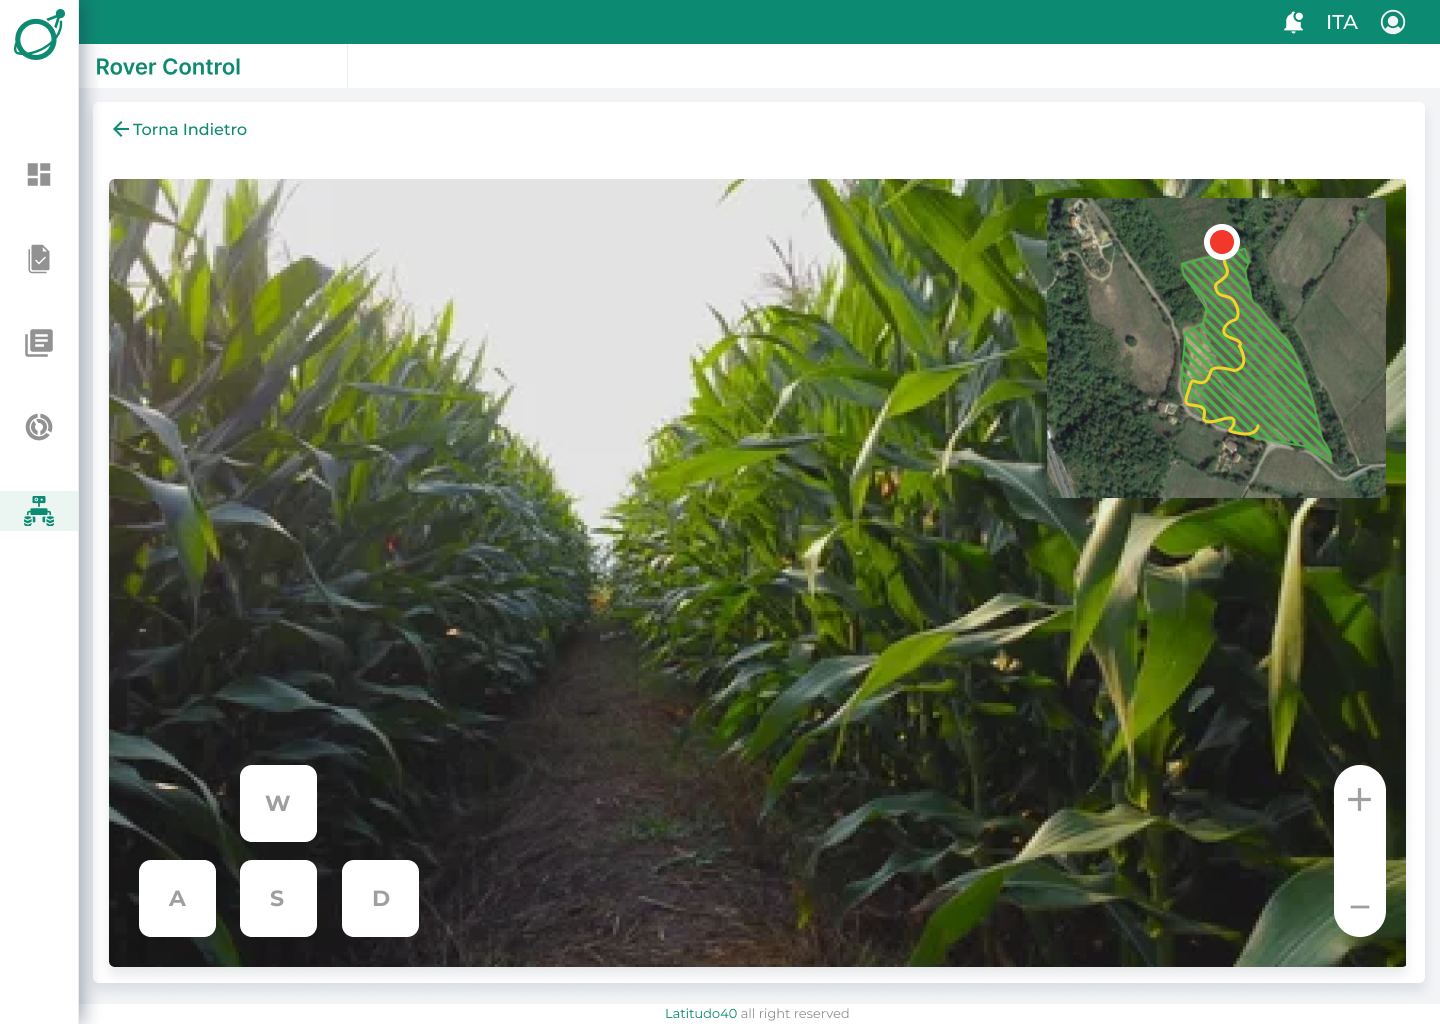 ITA
Rover Control
Torna Indietro
W
A S D
Latitudo40 all right reserved